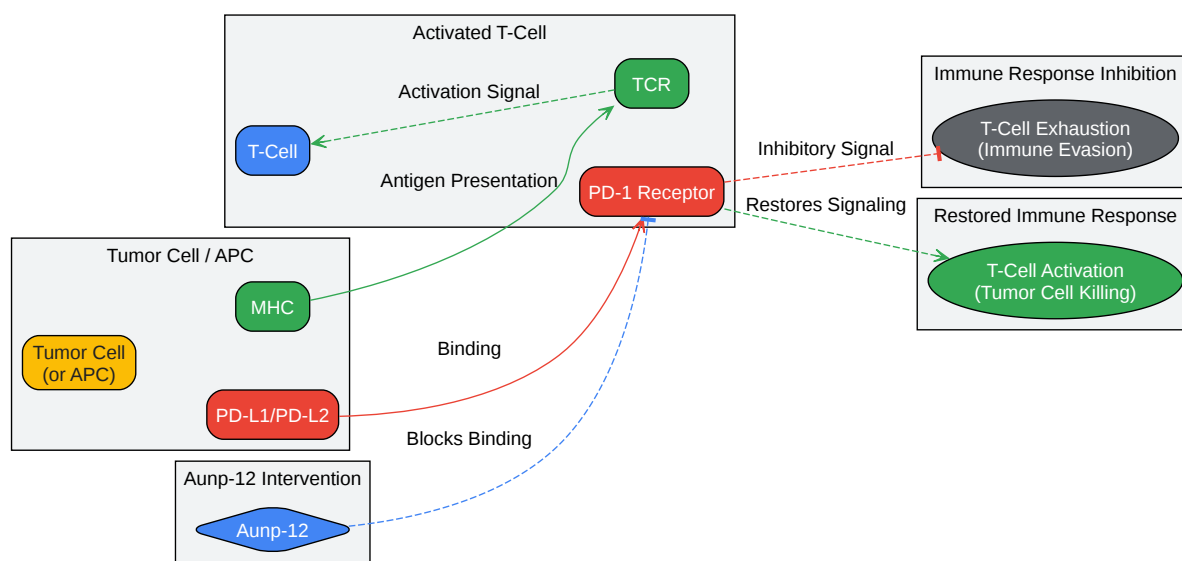 Activated T-Cell
TCR
Activation Signal
T-Cell
Antigen Presentation
PD-1 Receptor
Inhibitory Signal
Restores Signaling
Immune Response Inhibition
T-Cell Exhaustion
(Immune Evasion)
Restored Immune Response
T-Cell Activation
(Tumor Cell Killing)
Tumor Cell / APC
MHC
Tumor Cell
(or APC)
PD-L1/PD-L2
Binding
Blocks Binding
Aunp-12 Intervention
Aunp-12